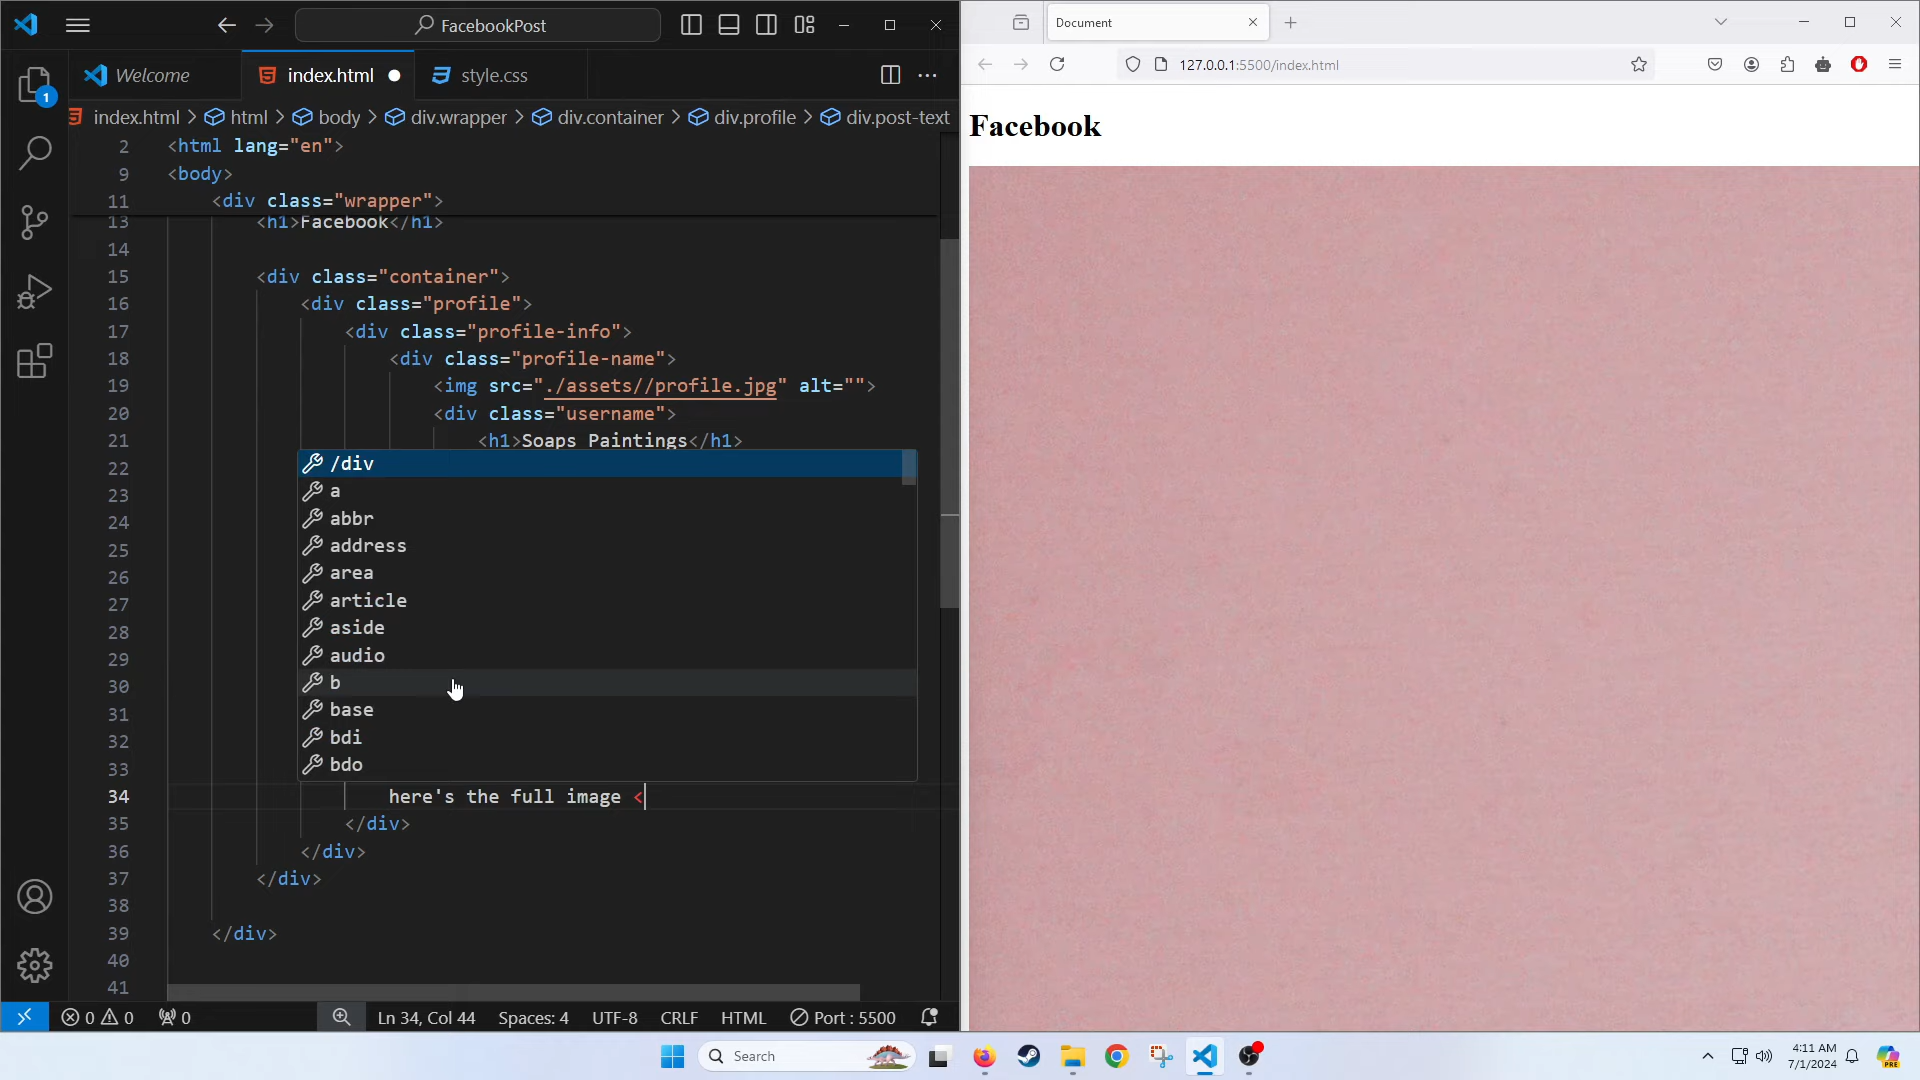 FacebookPost
Welcome
index.html
style.css
index.html > html > body > div.wrapper > div.container > div.profile > div.post-text
2 <html lang="en">
9 <body>
11 <div class="wrapper">
13 <h1>Facebook</h1>
14
15 <div class="container">
16 <div class="profile">
17 <div class="profile-info">
18 <div class="profile-name">
19 <img src="./assets//profile.jpg" alt="">
20 <div class="username">
21 <h1>Soaps Paintings</h1>
22 /div
23 a
24 abbr
25 address
26 area
27 article
28 aside
29 audio
30 b
31 base
32 bdi
33 bdo
34 here's the full image <
35 </div>
36 </div>
37 </div>
38
39 </div>
40
41
1
0 0 0
Ln 34, Col 44
Spaces: 4
UTF-8
CRLF
HTML
Port : 5500
Document
127.0.0.1:5500/index.html
Facebook
Search
4:11 AM
7/1/2024
PRE